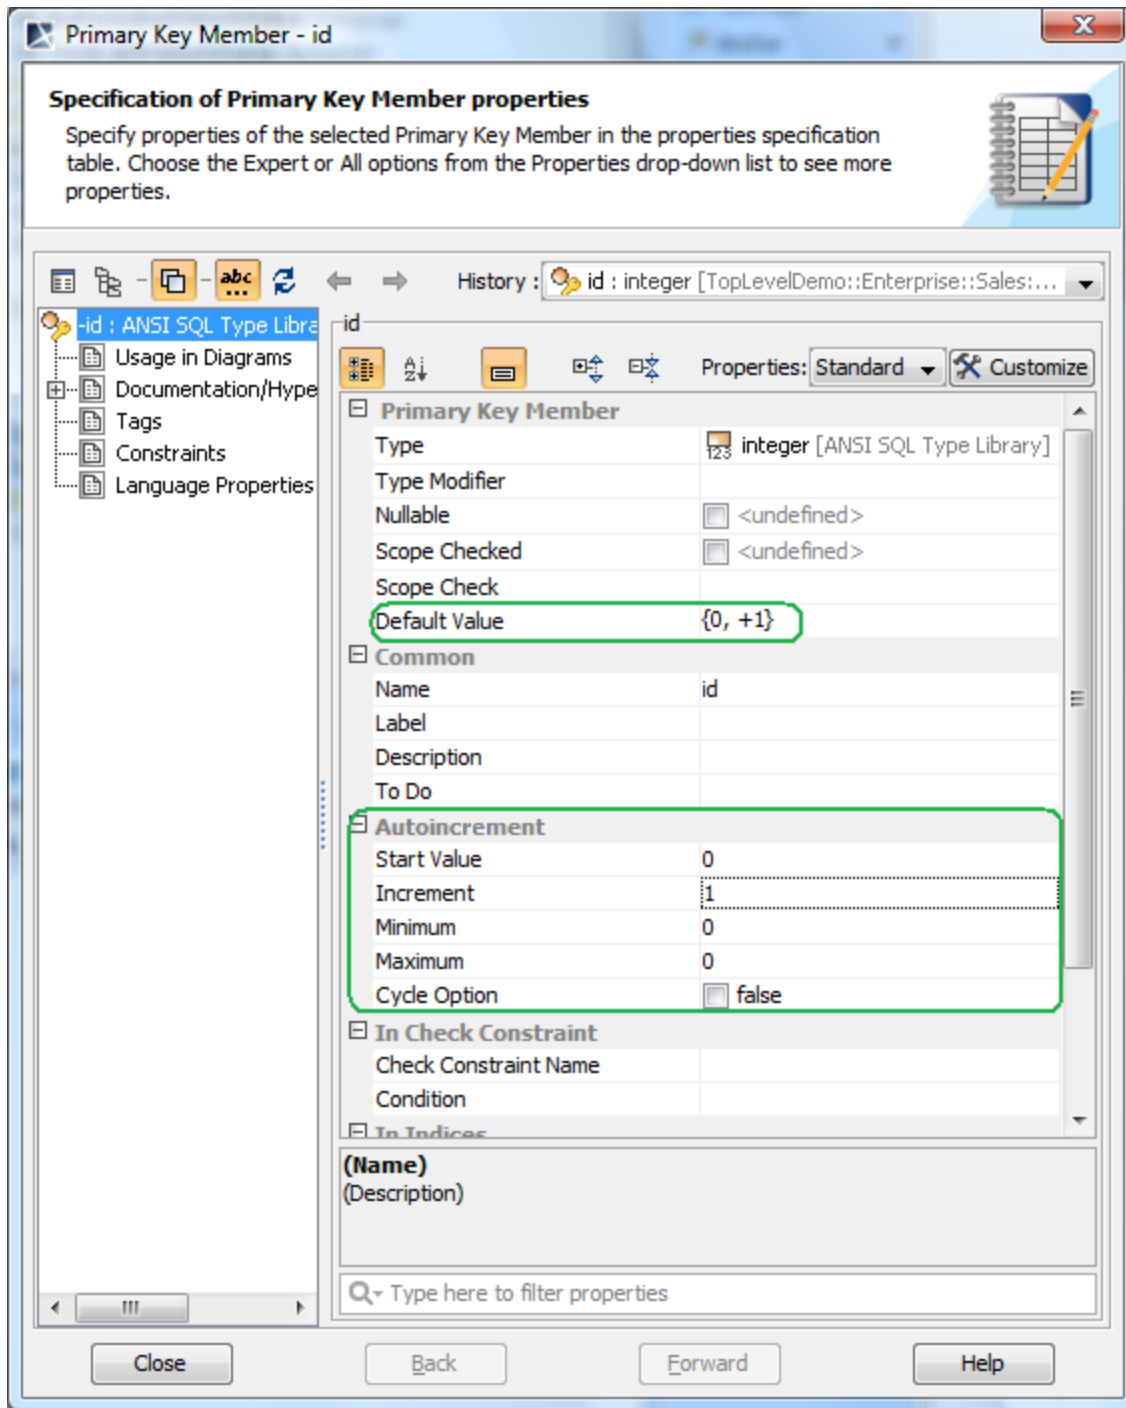 Primary Key Member - id
X
Specification of Primary Key Member properties
Specify properties of the selected Primary Key Member in the properties specification
table. Choose the Expert or All options from the Properties drop-down list to see more
properties.
abc
History : id : integer [TopLevelDemo::Enterprise::Sales:...
-id : ANSI SQL Type Libra
Usage in Diagrams
Documentation/Hype
Tags
Constraints
Language Properties
id
Properties: Standard Customize
Primary Key Member
Type integer [ANSI SQL Type Library]
Type Modifier
Nullable <undefined>
Scope Checked <undefined>
Scope Check
Default Value {0, +1}
Common
Name id
Label
Description
To Do
Autoincrement
Start Value 0
Increment 1
Minimum 0
Maximum 0
Cycle Option false
In Check Constraint
Check Constraint Name
Condition
In Indices
(Name)
(Description)
Type here to filter properties
Close Back Forward Help